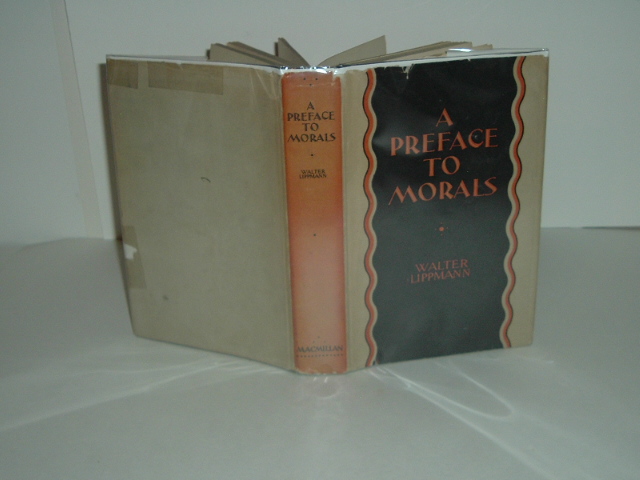 A
PREFACE
TO
MORALS
WALTER
LIPPMANN
MACMILLAN
A
PREFACE
TO
MORALS
WALTER
LIPPMANN